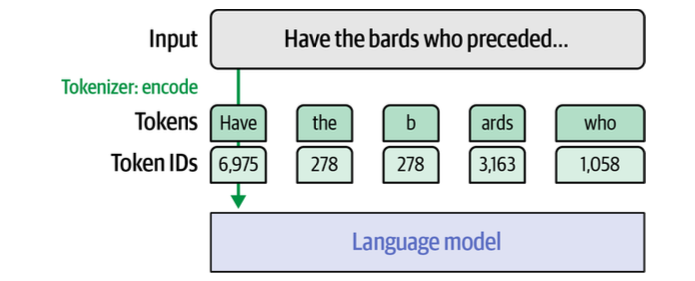 Input Have the bards who preceded...
Tokenizer: encode
Tokens Have the b ards who
Token IDs 6,975 278 278 3,163 1,058
Language model